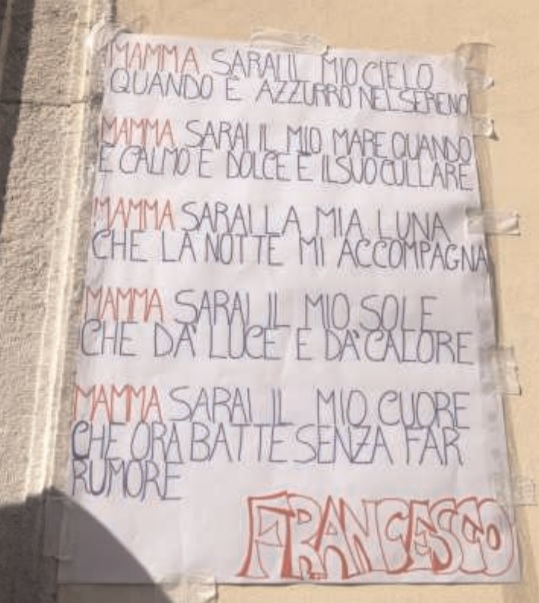 MAMMA SARAI IL MIO CIELO
QUANDO È AZZURRO NEL SERENO
MAMMA SARAI IL MIO MARE QUANDO
È CALMO E DOLCE È IL SUO CULLARE
MAMMA SARAI LA MIA LUNA
CHE LA NOTTE MI ACCOMPAGNA
MAMMA SARAI IL MIO SOLE
CHE DA' LUCE E DA' CALORE
MAMMA SARAI IL MIO CUORE
CHE ORA BATTE SENZA FAR
RUMORE
FRANCESCO